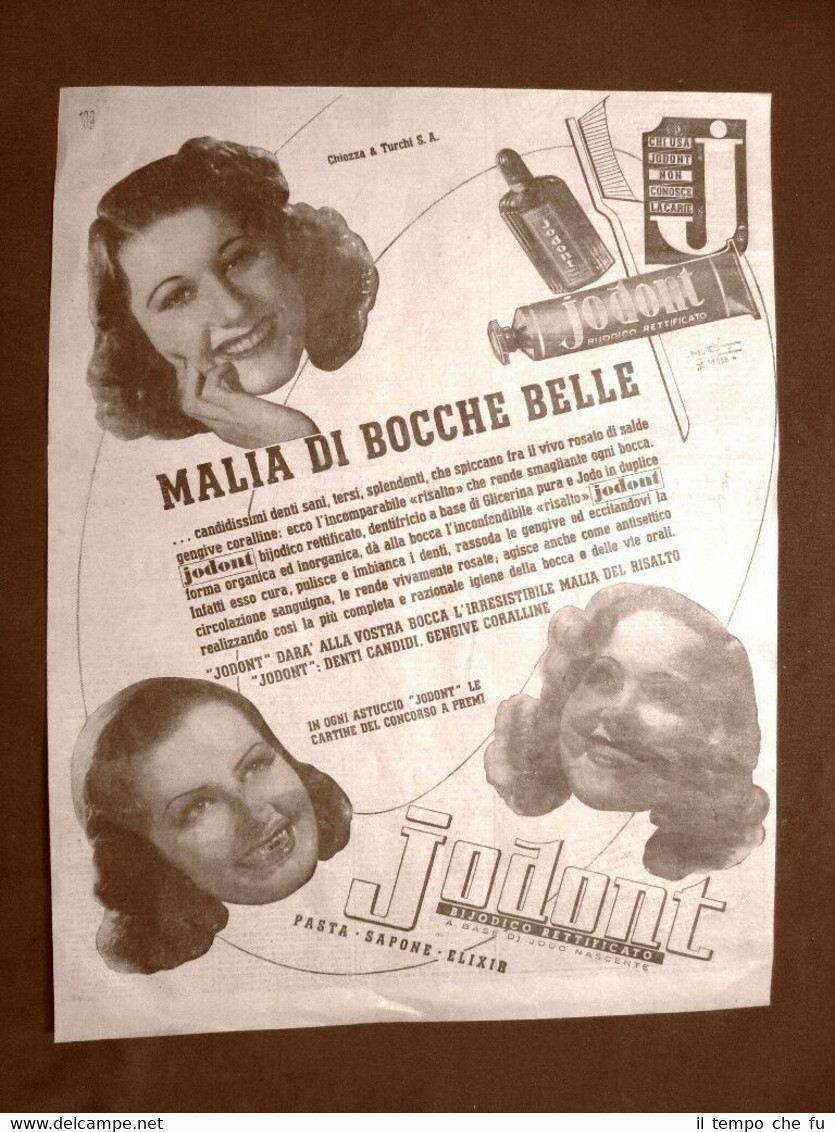 109
Chiozza & Turchi S. A.
CHI USA
JODONT
NON
CONOSCE
LA CARIE
j
jodont
jodont
BIJODICO RETTIFICATO
MALIA DI BOCCHE BELLE
... candidissimi denti sani, tersi, splendenti, che spiccano fra il vivo rosato di salde
gengive coralline: ecco l'incomparabile «risalto» che rende smagliante ogni bocca.
jodont bijodico rettificato, dentifricio a base di Glicerina pura e Jodo in duplice
forma organica ed inorganica, dà alla bocca l'inconfondibile «risalto» jodont
Infatti esso cura, pulisce e imbianca i denti, rassoda le gengive ed eccitandovi la
circolazione sanguigna, le rende vivamente rosate; agisce anche come antisettico
realizzando così la più completa e razionale igiene della bocca e delle vie orali.
"JODONT" DARA' ALLA VOSTRA BOCCA L'IRRESISTIBILE MALIA DEL RISALTO
"JODONT": DENTI CANDIDI. GENGIVE CORALLINE
IN OGNI ASTUCCIO "JODONT" LE
CARTINE DEL CONCORSO A PREMI
jodont
BIJODICO RETTIFICATO
A BASE DI JODO NASCENTE
PASTA - SAPONE - ELIXIR
www.delcampe.net
il tempo che fu